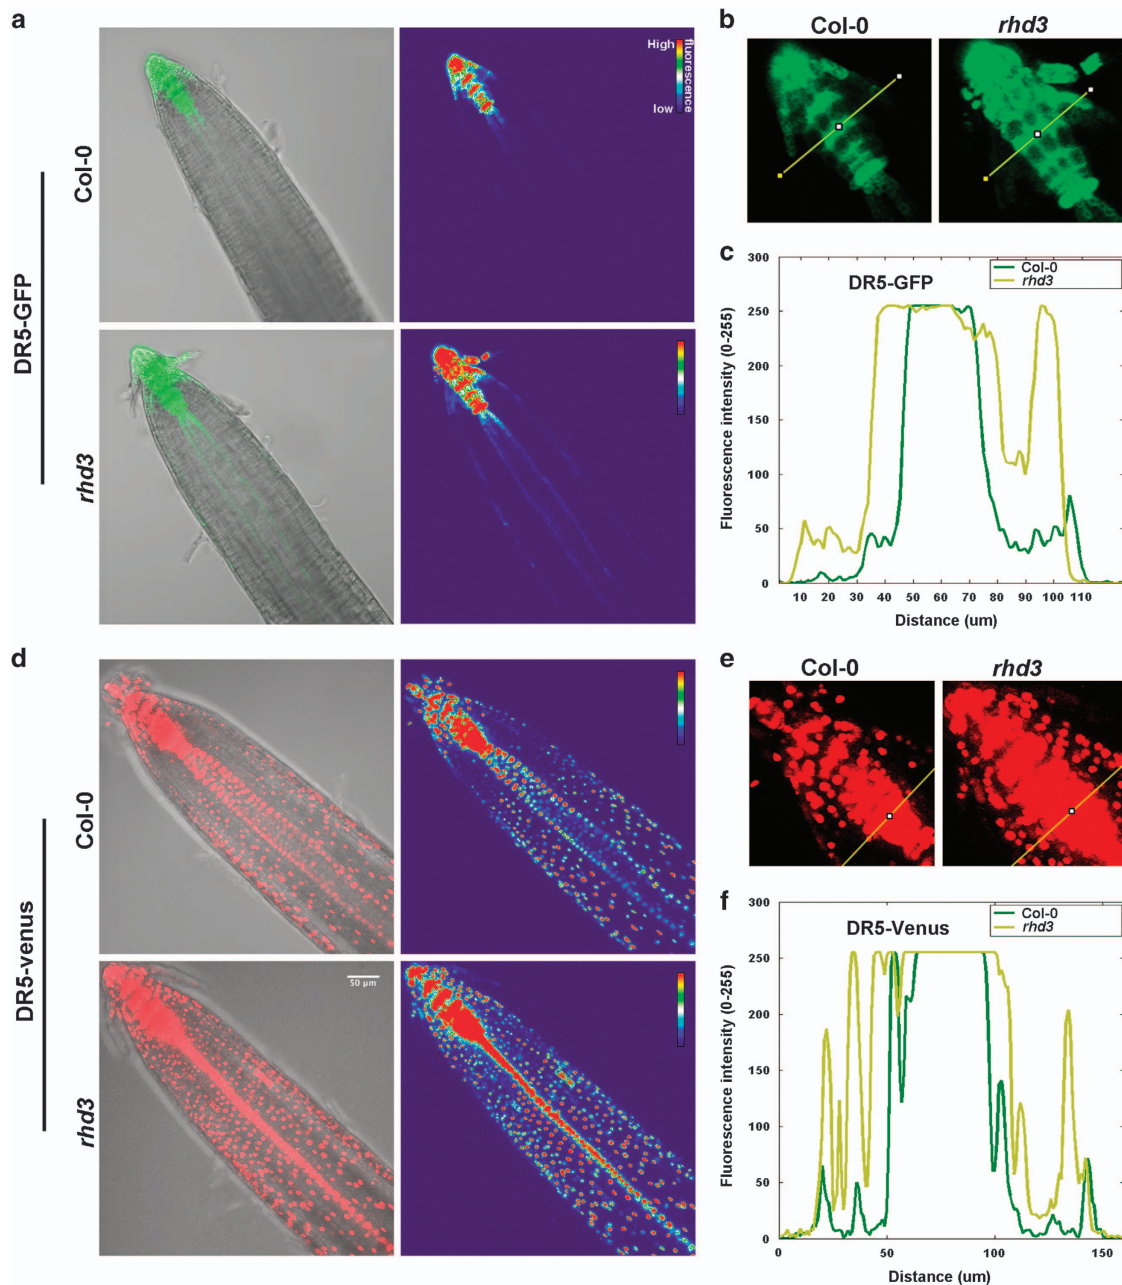 a
Col-0
High
fluorescence
low
DR5-GFP
rhd3
b
Col-0 rhd3
c
300
250
200
150
100
50
0
Fluorescence intensity (0-255)
DR5-GFP
Col-0
rhd3
10 20 30 40 50 60 70 80 90 100 110
Distance (um)
d
Col-0
DR5-venus
50 μm
rhd3
e
Col-0 rhd3
f
300
250
200
150
100
50
0
Fluorescence intensity (0-255)
DR5-Venus
Col-0
rhd3
0 50 100 150
Distance (um)